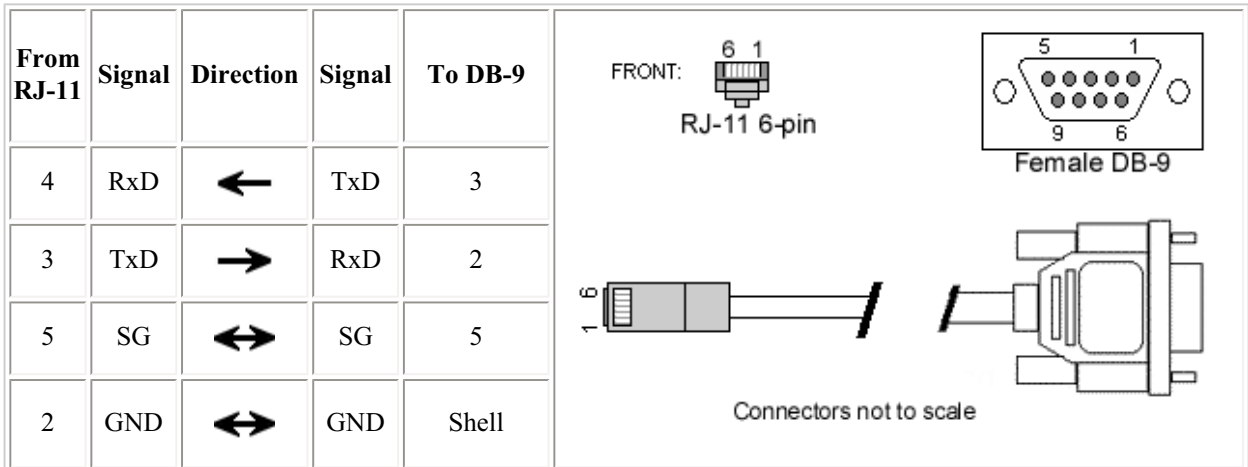 From RJ-11 Signal Direction Signal To DB-9
4 RxD TxD 3
3 TxD RxD 2
5 SG SG 5
2 GND GND Shell
FRONT:
6 1
RJ-11 6-pin
5 1
9 6
Female DB-9
6
1
Connectors not to scale